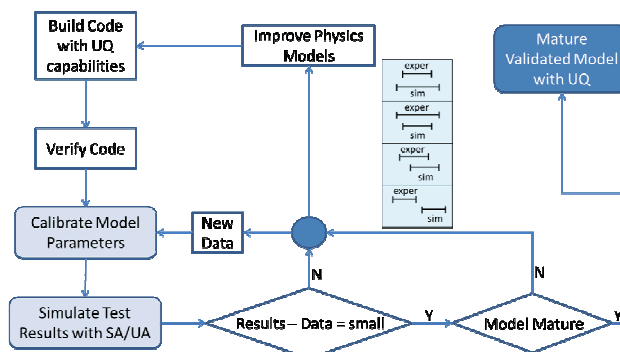 Build Code
with UQ
capabilities
Improve Physics
Models
Mature
Validated Model
with UQ
exper
sim
exper
sim
exper
sim
exper
sim
Verify Code
Calibrate Model
Parameters
New
Data
N
N
Simulate Test
Results with SA/UA
Results – Data = small
Y
Model Mature
Y